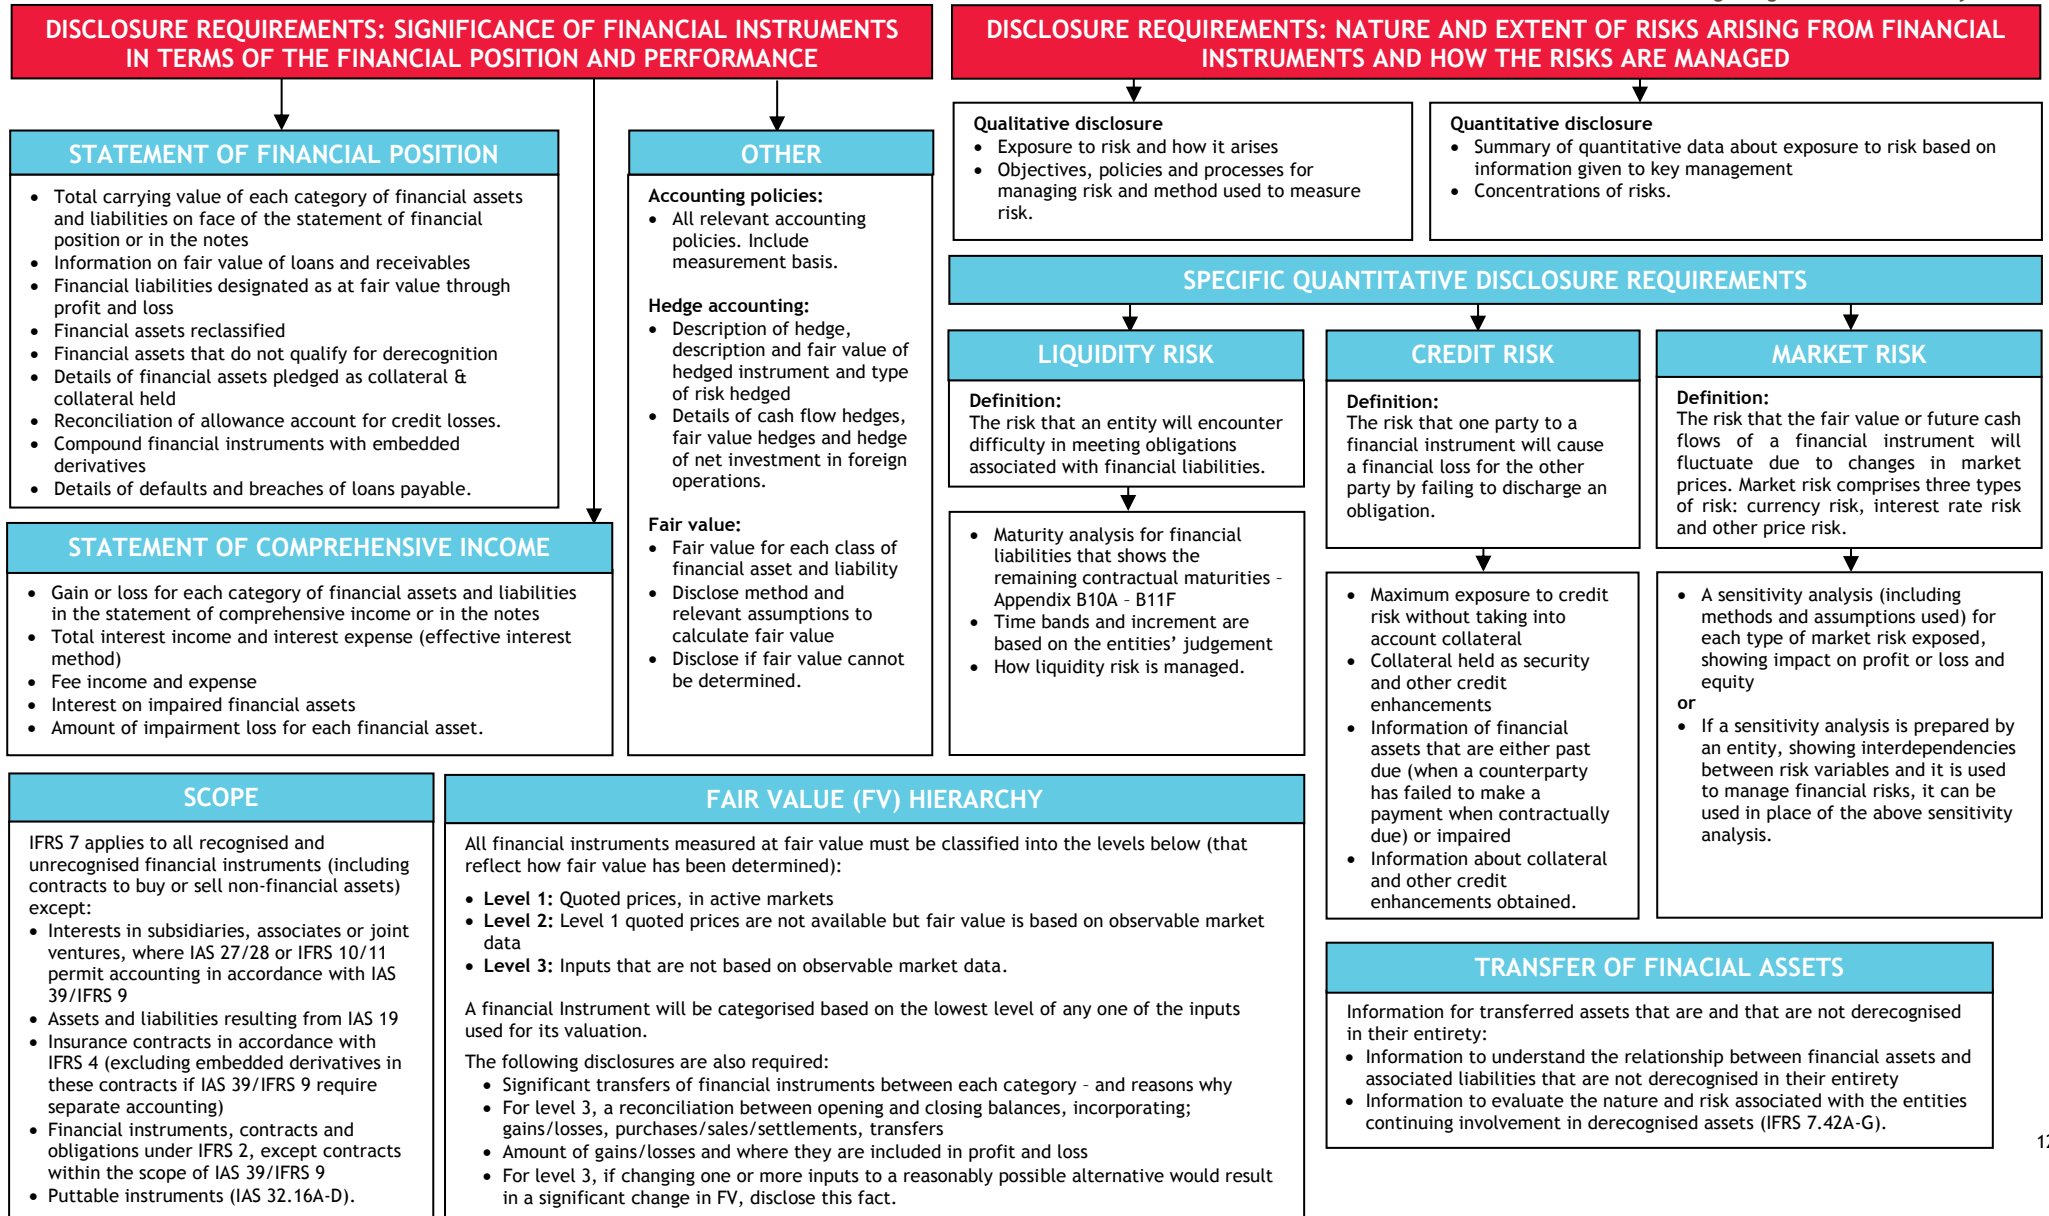 DISCLOSURE REQUIREMENTS: SIGNIFICANCE OF FINANCIAL INSTRUMENTS
IN TERMS OF THE FINANCIAL POSITION AND PERFORMANCE
STATEMENT OF FINANCIAL POSITION
• Total carrying value of each category of financial assets
and liabilities on face of the statement of financial
position or in the notes
• Information on fair value of loans and receivables
• Financial liabilities designated as at fair value through
profit and loss
• Financial assets reclassified
• Financial assets that do not qualify for derecognition
• Details of financial assets pledged as collateral &
collateral held
• Reconciliation of allowance account for credit losses.
• Compound financial instruments with embedded
derivatives
• Details of defaults and breaches of loans payable.
STATEMENT OF COMPREHENSIVE INCOME
• Gain or loss for each category of financial assets and liabilities
in the statement of comprehensive income or in the notes
• Total interest income and interest expense (effective interest
method)
• Fee income and expense
• Interest on impaired financial assets
• Amount of impairment loss for each financial asset.
OTHER
Accounting policies:
• All relevant accounting
policies. Include
measurement basis.
Hedge accounting:
• Description of hedge,
description and fair value of
hedged instrument and type
of risk hedged
• Details of cash flow hedges,
fair value hedges and hedge
of net investment in foreign
operations.
Fair value:
• Fair value for each class of
financial asset and liability
• Disclose method and
relevant assumptions to
calculate fair value
• Disclose if fair value cannot
be determined.
DISCLOSURE REQUIREMENTS: NATURE AND EXTENT OF RISKS ARISING FROM FINANCIAL
INSTRUMENTS AND HOW THE RISKS ARE MANAGED
Qualitative disclosure
• Exposure to risk and how it arises
• Objectives, policies and processes for
managing risk and method used to measure
risk.
Quantitative disclosure
• Summary of quantitative data about exposure to risk based on
information given to key management
• Concentrations of risks.
SPECIFIC QUANTITATIVE DISCLOSURE REQUIREMENTS
LIQUIDITY RISK
Definition:
The risk that an entity will encounter
difficulty in meeting obligations
associated with financial liabilities.
• Maturity analysis for financial
liabilities that shows the
remaining contractual maturities –
Appendix B10A – B11F
• Time bands and increment are
based on the entities’ judgement
• How liquidity risk is managed.
CREDIT RISK
Definition:
The risk that one party to a
financial instrument will cause
a financial loss for the other
party by failing to discharge an
obligation.
• Maximum exposure to credit
risk without taking into
account collateral
• Collateral held as security
and other credit
enhancements
• Information of financial
assets that are either past
due (when a counterparty
has failed to make a
payment when contractually
due) or impaired
• Information about collateral
and other credit
enhancements obtained.
MARKET RISK
Definition:
The risk that the fair value or future cash
flows of a financial instrument will
fluctuate due to changes in market
prices. Market risk comprises three types
of risk: currency risk, interest rate risk
and other price risk.
• A sensitivity analysis (including
methods and assumptions used) for
each type of market risk exposed,
showing impact on profit or loss and
equity
or
• If a sensitivity analysis is prepared by
an entity, showing interdependencies
between risk variables and it is used
to manage financial risks, it can be
used in place of the above sensitivity
analysis.
SCOPE
IFRS 7 applies to all recognised and
unrecognised financial instruments (including
contracts to buy or sell non-financial assets)
except:
• Interests in subsidiaries, associates or joint
ventures, where IAS 27/28 or IFRS 10/11
permit accounting in accordance with IAS
39/IFRS 9
• Assets and liabilities resulting from IAS 19
• Insurance contracts in accordance with
IFRS 4 (excluding embedded derivatives in
these contracts if IAS 39/IFRS 9 require
separate accounting)
• Financial instruments, contracts and
obligations under IFRS 2, except contracts
within the scope of IAS 39/IFRS 9
• Puttable instruments (IAS 32.16A-D).
FAIR VALUE (FV) HIERARCHY
All financial instruments measured at fair value must be classified into the levels below (that
reflect how fair value has been determined):
• Level 1: Quoted prices, in active markets
• Level 2: Level 1 quoted prices are not available but fair value is based on observable market
data
• Level 3: Inputs that are not based on observable market data.
A financial Instrument will be categorised based on the lowest level of any one of the inputs
used for its valuation.
The following disclosures are also required:
• Significant transfers of financial instruments between each category – and reasons why
• For level 3, a reconciliation between opening and closing balances, incorporating;
gains/losses, purchases/sales/settlements, transfers
• Amount of gains/losses and where they are included in profit and loss
• For level 3, if changing one or more inputs to a reasonably possible alternative would result
in a significant change in FV, disclose this fact.
TRANSFER OF FINACIAL ASSETS
Information for transferred assets that are and that are not derecognised
in their entirety:
• Information to understand the relationship between financial assets and
associated liabilities that are not derecognised in their entirety
• Information to evaluate the nature and risk associated with the entities
continuing involvement in derecognised assets (IFRS 7.42A-G).